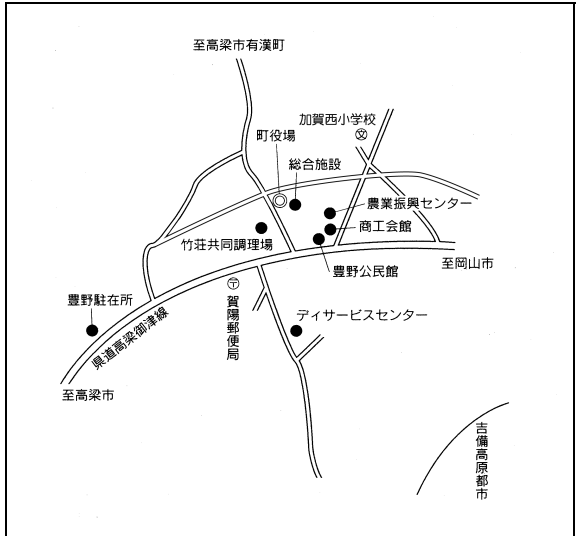 至高梁市有漢町
加賀西小学校
文
町役場
総合施設
農業振興センター
商工会館
竹荘共同調理場
豊野公民館
至岡山市
〒
賀陽郵便局
豊野駐在所
県道高梁御津線
ディサービスセンター
至高梁市
吉備高原都市